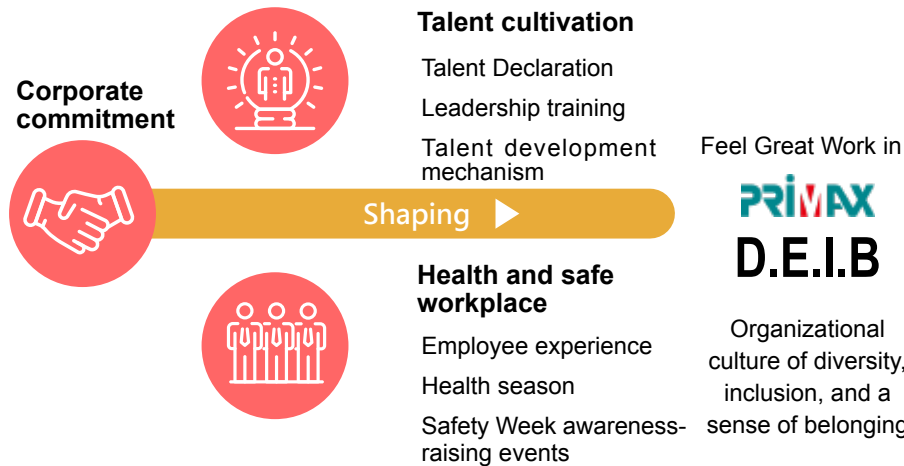 Corporate
commitment
Talent cultivation
Talent Declaration
Leadership training
Talent development
mechanism
Shaping
Health and safe
workplace
Employee experience
Health season
Safety Week awareness-
raising events
Feel Great Work in
PRIMAX
D.E.I.B
Organizational
culture of diversity,
inclusion, and a
sense of belonging